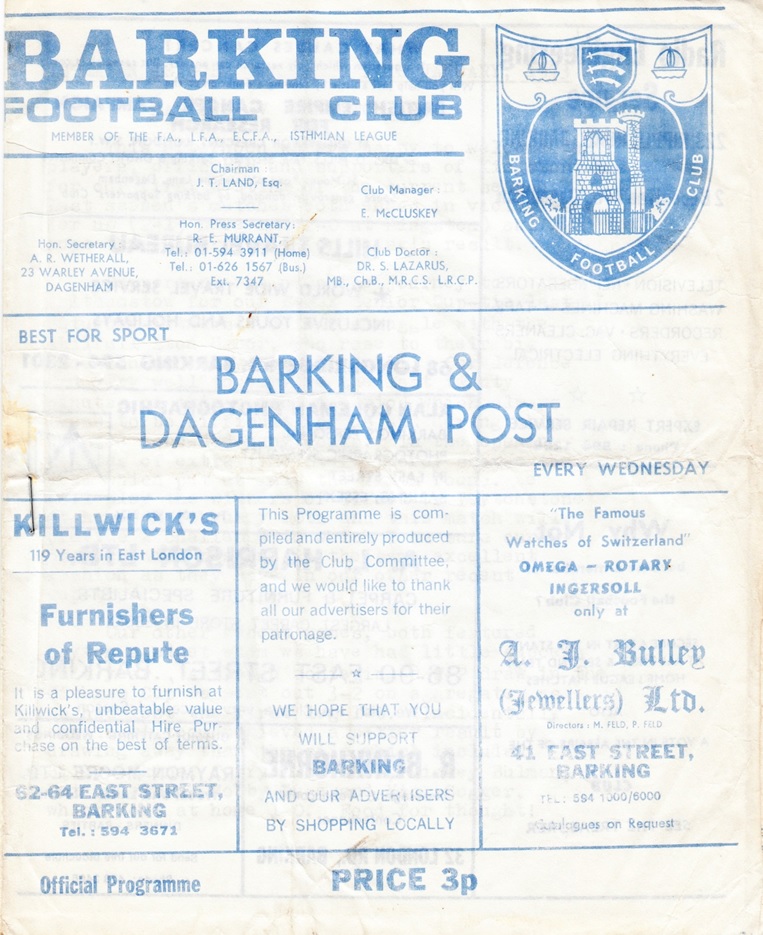 BARKING
FOOTBALL CLUB
MEMBER OF THE F.A., L.F.A., E.C.F.A., ISTHMIAN LEAGUE
Chairman
J. T. LAND, Esq.
Hon. Secretary
A. R. WETHERALL,
23 WARLEY AVENUE,
DAGENHAM
Hon. Press Secretary:
R. E. MURRANT,
Tel.: 01-594 3911 (Home)
Tel.: 01-626 1567 (Bus.)
Ext. 7347
Club Manager:
E. McCLUSKEY
Club Doctor:
DR. S. LAZARUS,
MB., Ch.B., M.R.C.S. L.R.C.P.
BARKING FOOTBALL CLUB
BEST FOR SPORT
BARKING &
DAGENHAM POST
EVERY WEDNESDAY
KILLWICK'S
119 Years in East London
Furnishers
of Repute
It is a pleasure to furnish at
Killwick's, unbeatable value
and confidential Hire Pur-
chase on the best of terms.
62-64 EAST STREET,
BARKING
Tel.: 594 3671
This Programme is com-
piled and entirely produced
by the Club Committee,
and we would like to thank
all our advertisers for their
patronage.
WE HOPE THAT YOU
WILL SUPPORT
BARKING
AND OUR ADVERTISERS
BY SHOPPING LOCALLY
"The Famous
Watches of Switzerland"
OMEGA - ROTARY
INGERSOLL
only at
A. J. Bulley
(Jewellers) Ltd.
Directors: M. FELD, P. FELD
41 EAST STREET,
BARKING
TEL: 594 1000/6000
Catalogues on Request
Official Programme
PRICE 3p